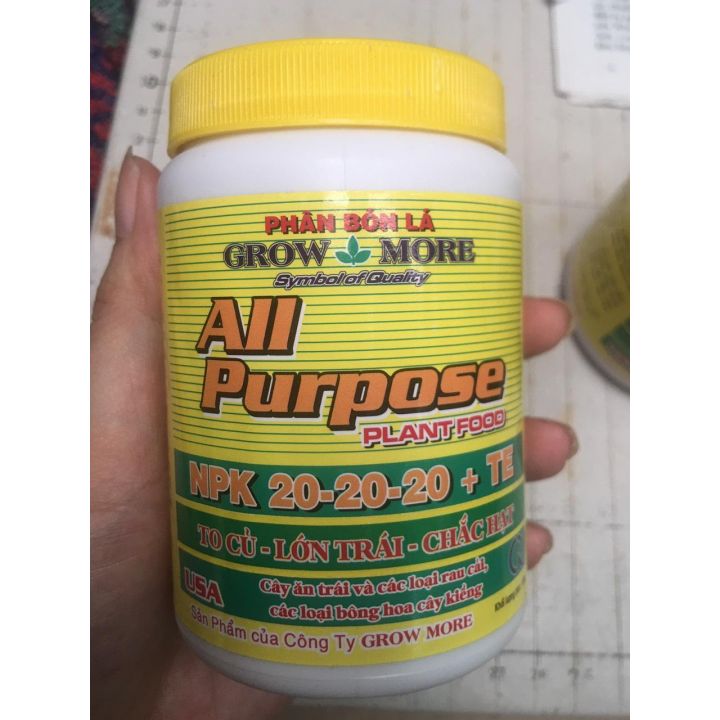 PHÂN BÓN LÁ
GROW MORE
Symbol of Quality
All
Purpose
PLANT FOOD
NPK 20-20-20 + TE
TO CỦ - LỚN TRÁI - CHẮC HẠT
USA
Cây ăn trái và các loại rau cải,
các loại bông hoa cây kiểng
Khối lượng
Sản Phẩm của Công Ty GROW MORE